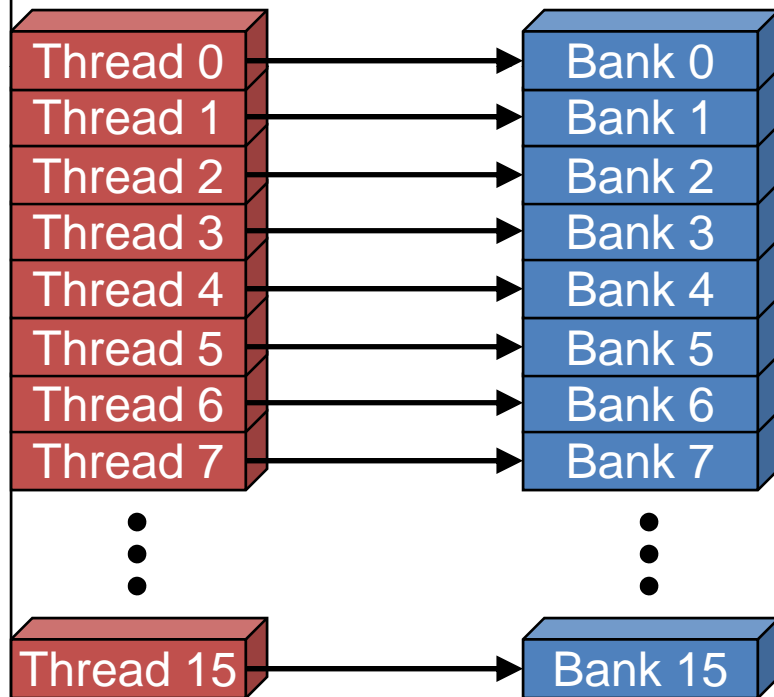 Thread 0
Bank 0
Thread 1
Bank 1
Thread 2
Bank 2
Thread 3
Bank 3
Thread 4
Bank 4
Thread 5
Bank 5
Thread 6
Bank 6
Thread 7
Bank 7
Thread 15
Bank 15